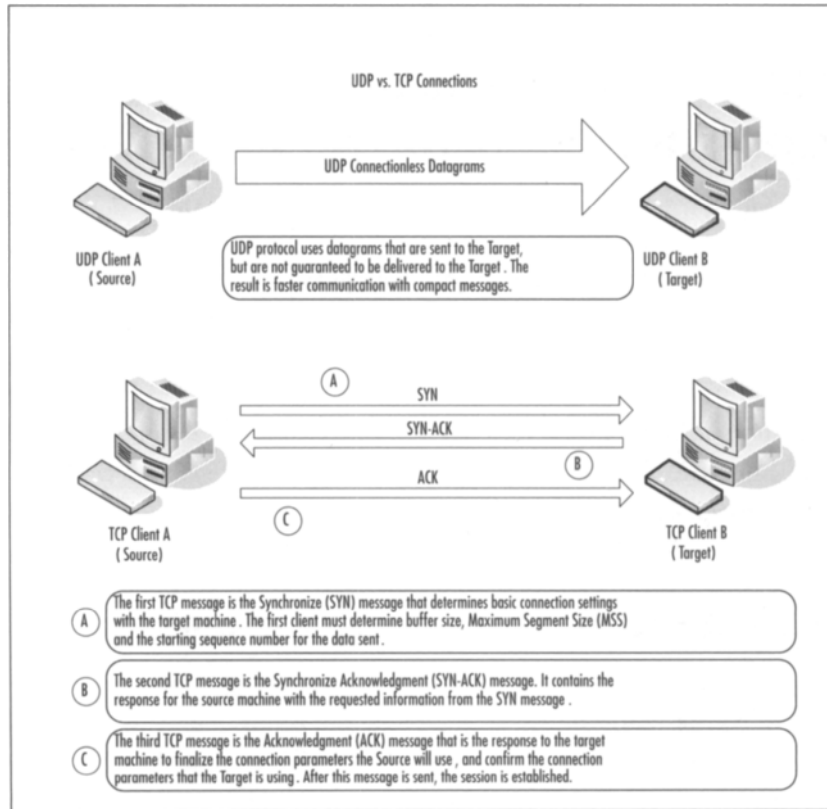 UDP vs. TCP Connections
UDP Connectionless Datagrams
UDP Client A
( Source)
UDP Client B
( Target)
UDP protocol uses datagrams that are sent to the Target,
but are not guaranteed to be delivered to the Target . The
result is faster communication with compact messages.
A
SYN
SYN-ACK
B
ACK
C
TCP Client A
( Source)
TCP Client B
( Target)
A
The first TCP message is the Synchronize (SYN) message that determines basic connection settings
with the target machine . The first client must determine buffer size, Maximum Segment Size (MSS)
and the starting sequence number for the data sent .
B
The second TCP message is the Synchronize Acknowledgment (SYN-ACK) message. It contains the
response for the source machine with the requested information from the SYN message .
C
The third TCP message is the Acknowledgment (ACK) message that is the response to the target
machine to finalize the connection parameters the Source will use , and confirm the connection
parameters that the Target is using . After this message is sent, the session is established.